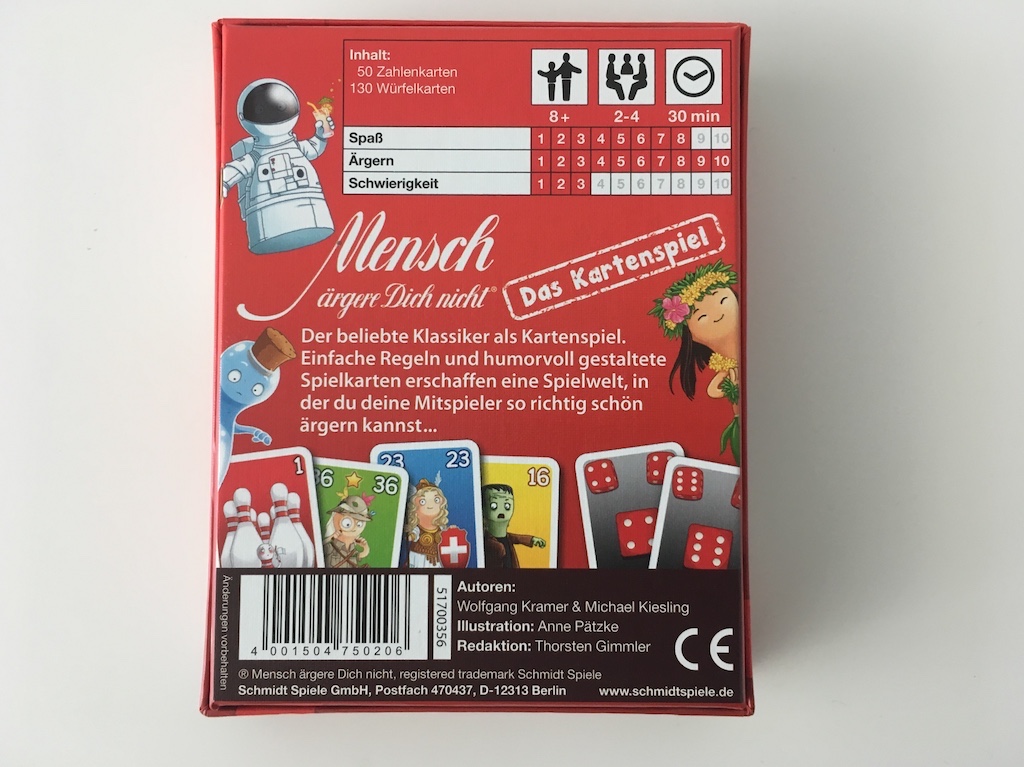 Inhalt:
50 Zahlenkarten
130 Würfelkarten
8+ 2-4 30 min
Spaß 1 2 3 4 5 6 7 8 9 10
Ärgern 1 2 3 4 5 6 7 8 9 10
Schwierigkeit 1 2 3 4 5 6 7 8 9 10
Mensch
ärgere Dich nicht®
Das Kartenspiel
Der beliebte Klassiker als Kartenspiel.
Einfache Regeln und humorvoll gestaltete
Spielkarten erschaffen eine Spielwelt, in
der du deine Mitspieler so richtig schön
ärgern kannst...
1
36 36
23 23
16
Änderungen vorbehalten
4 001504 750206
51700356
Autoren:
Wolfgang Kramer & Michael Kiesling
Illustration: Anne Pätzke
Redaktion: Thorsten Gimmler
CE
® Mensch ärgere Dich nicht, registered trademark Schmidt Spiele
Schmidt Spiele GmbH, Postfach 470437, D-12313 Berlin www.schmidtspiele.de